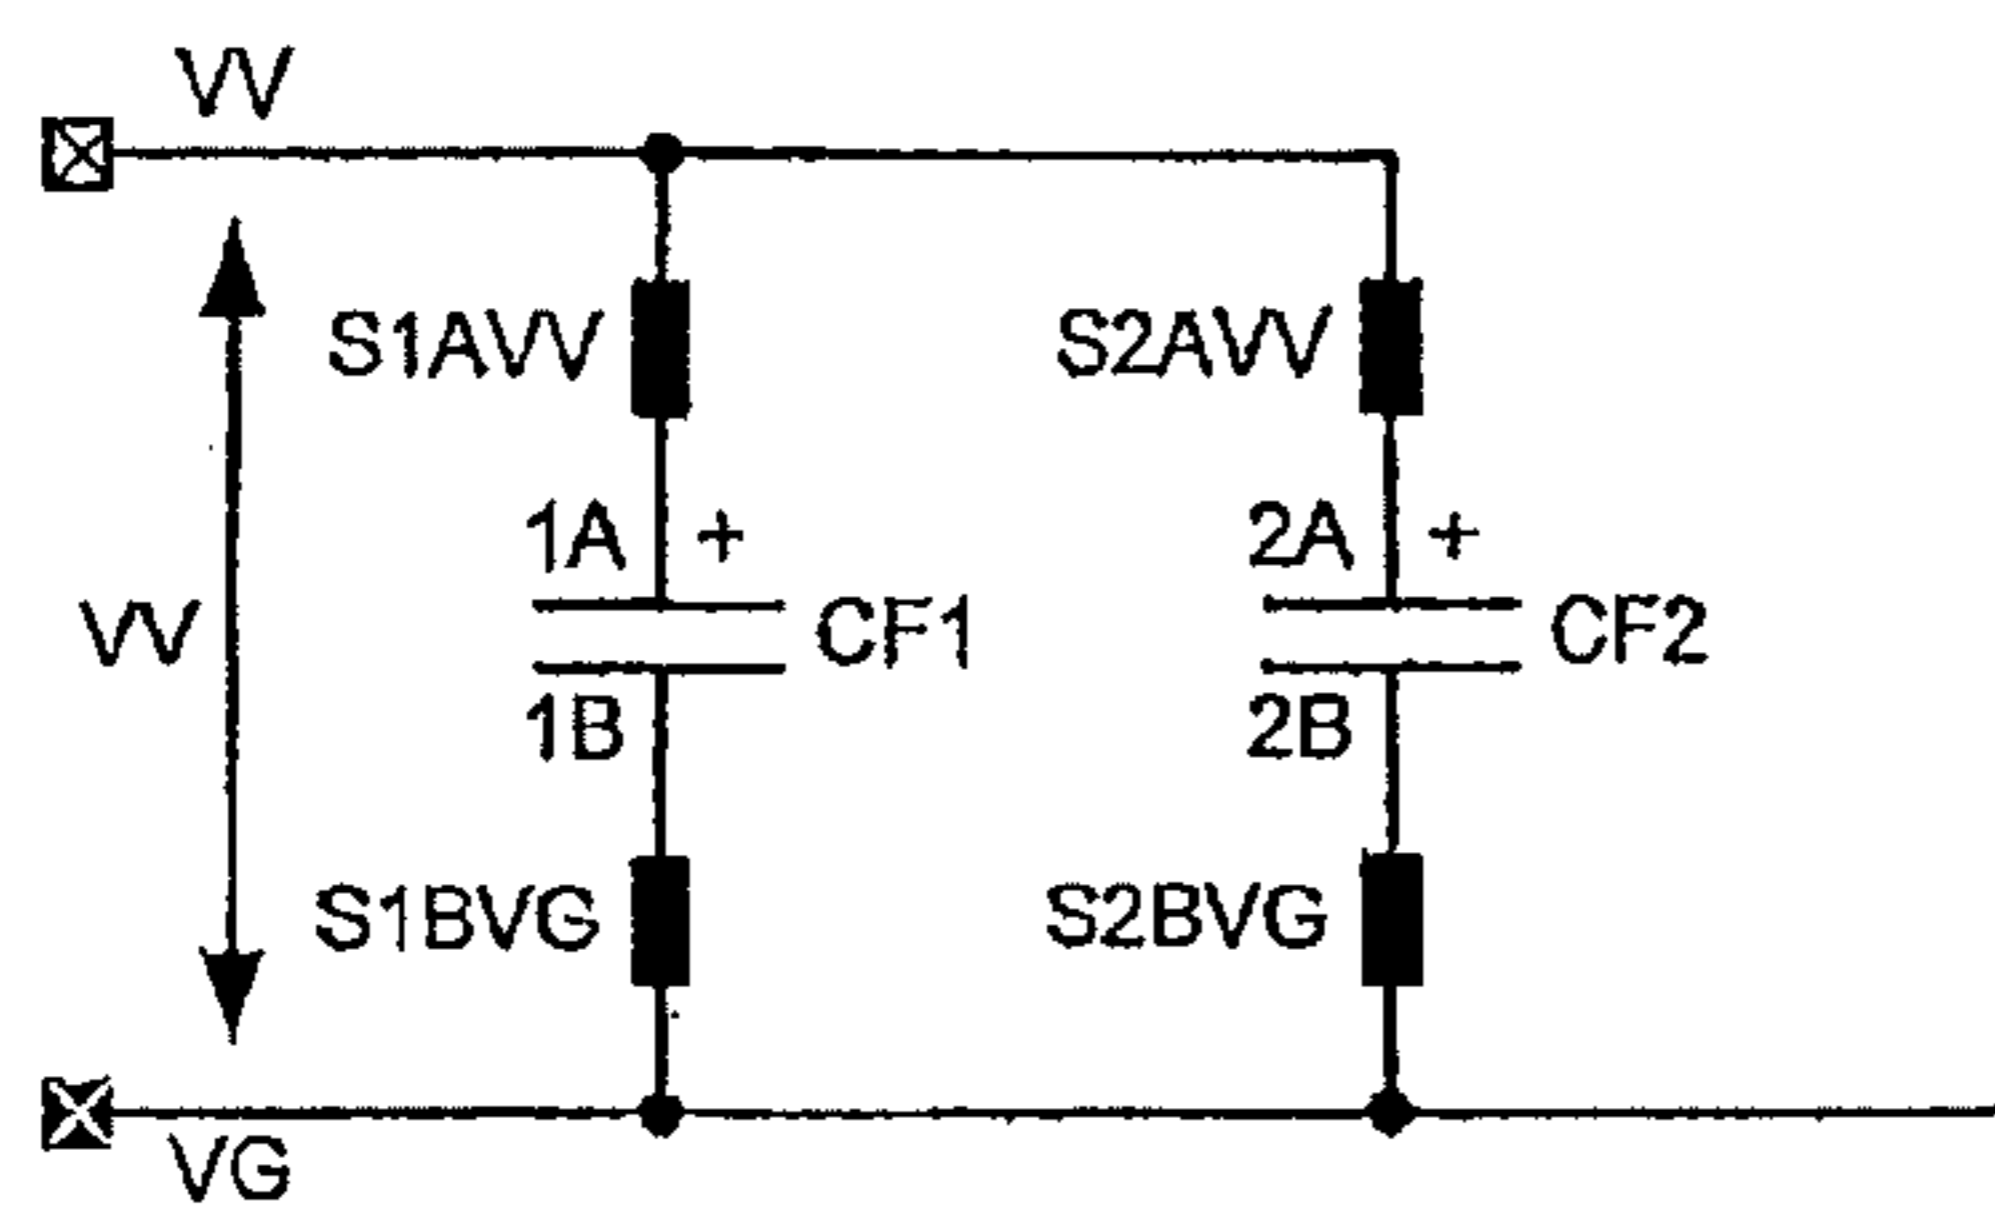 VV
S1AVV
S2AVV
1A +
2A +
VV
CF1
CF2
1B
2B
S1BVG
S2BVG
VG